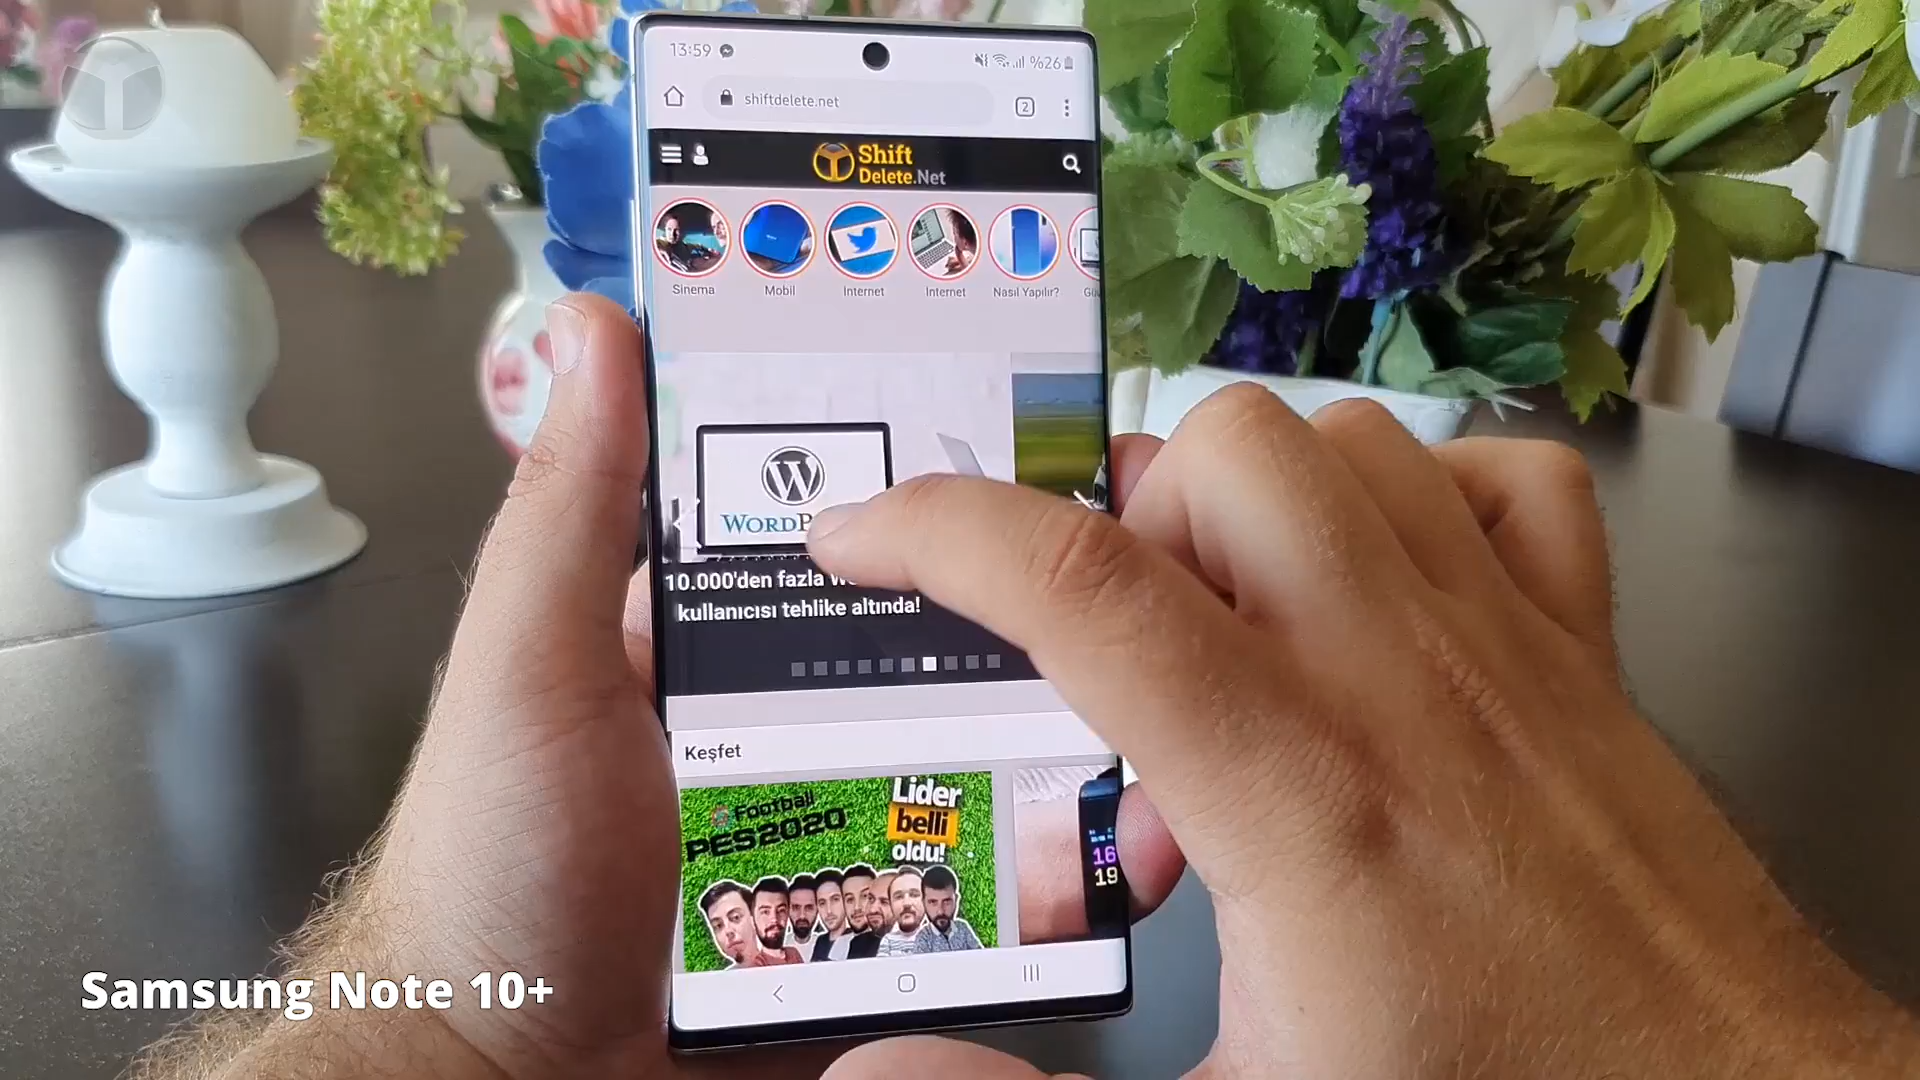 13:59
%26
shiftdelete.net
2
Shift
Delete.Net
Sinema
Mobil
Internet
Internet
Nasıl Yapılır?
10.000'den fazla
kullanıcısı tehlike altında!
Keşfet
Football
PES2020
Lider
belli
oldu!
16
19
Samsung Note 10+